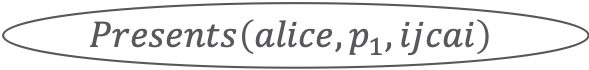 Presents(alice, p₁, ijcai)